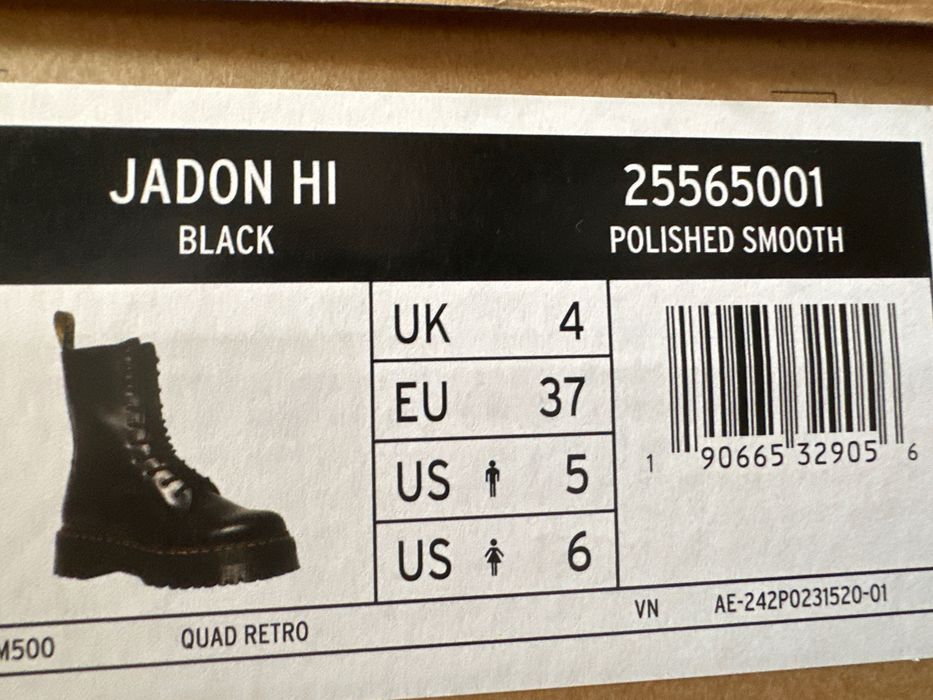 JADON HI
BLACK
25565001
POLISHED SMOOTH
UK 4
EU 37
US 5
US 6
1 90665 32905 6
VN AE-242P0231520-01
M500 QUAD RETRO